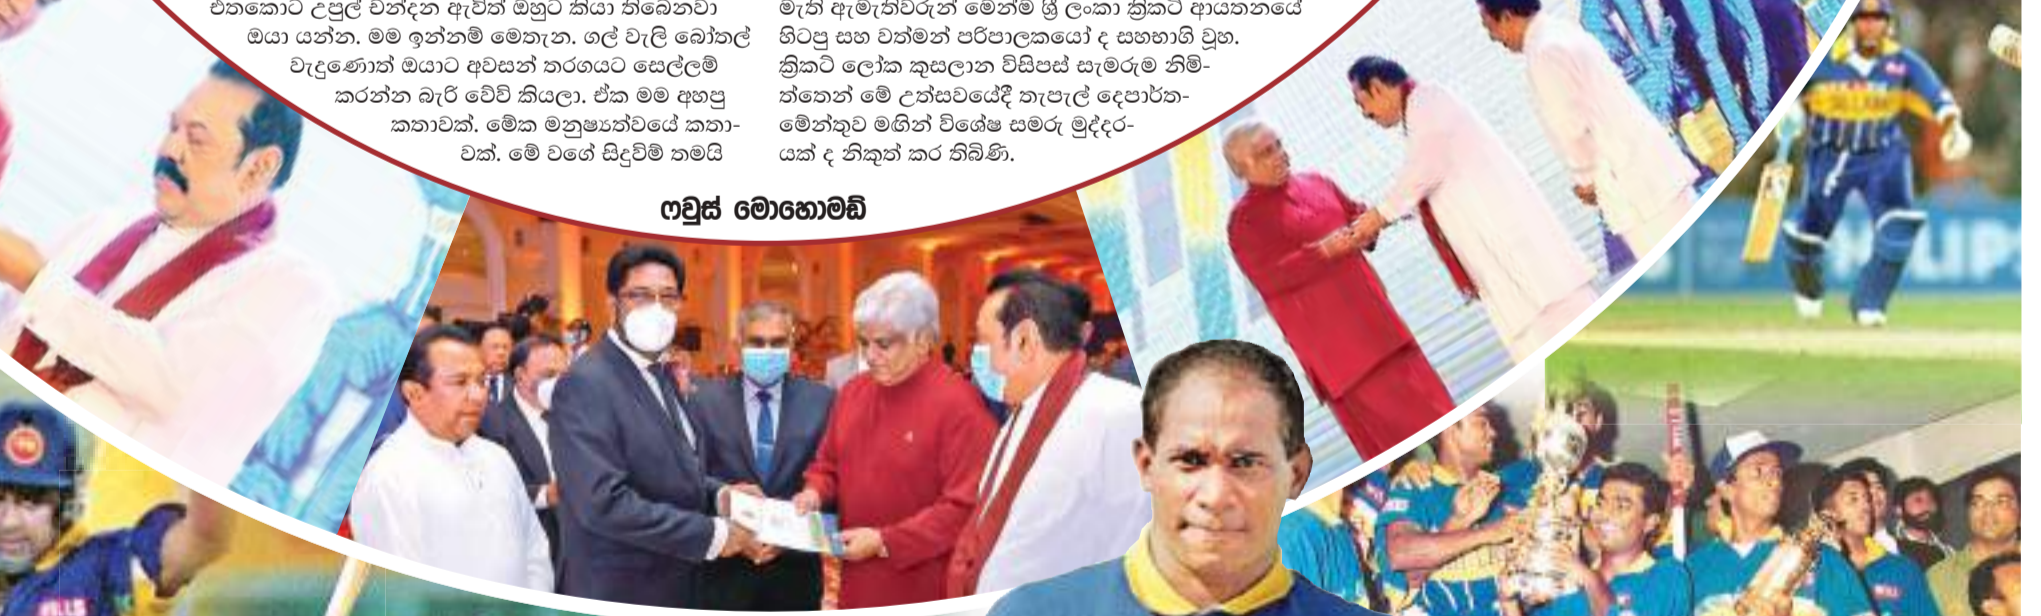 එතකොට උපුල් චන්දන ඇවිත් ඔහුට කියා තිබෙනවා
ඔයා යන්න. මම ඉන්නම් මෙතැන. ගල් වැලි බෝතල්
වැදුණොත් ඔයාට අවසන් තරගයට සෙල්ලම්
කරන්න බැරි වේවි කියලා. ඒක මම අහපු
කතාවක්. මේක මනුෂ්‍යත්වයේ කතා-
වක්. මේ වගේ සිදුවීම් තමයි
මැති ඇමැතිවරුන් මෙන්ම ශ්‍රී ලංකා ක්‍රිකට් ආයතනයේ
හිටපු සහ වත්මන් පරිපාලකයෝ ද සහභාගි වූහ.
ක්‍රිකට් ලෝක කුසලාන විසිපස් සැමරුම නිමි-
ත්තෙන් මේ උත්සවයේදී තැපැල් දෙපාර්ත-
මේන්තුව මඟින් විශේෂ සමරු මුද්දර-
යක් ද නිකුත් කර තිබිණි.
ෆවුස් මොහොමඩ්